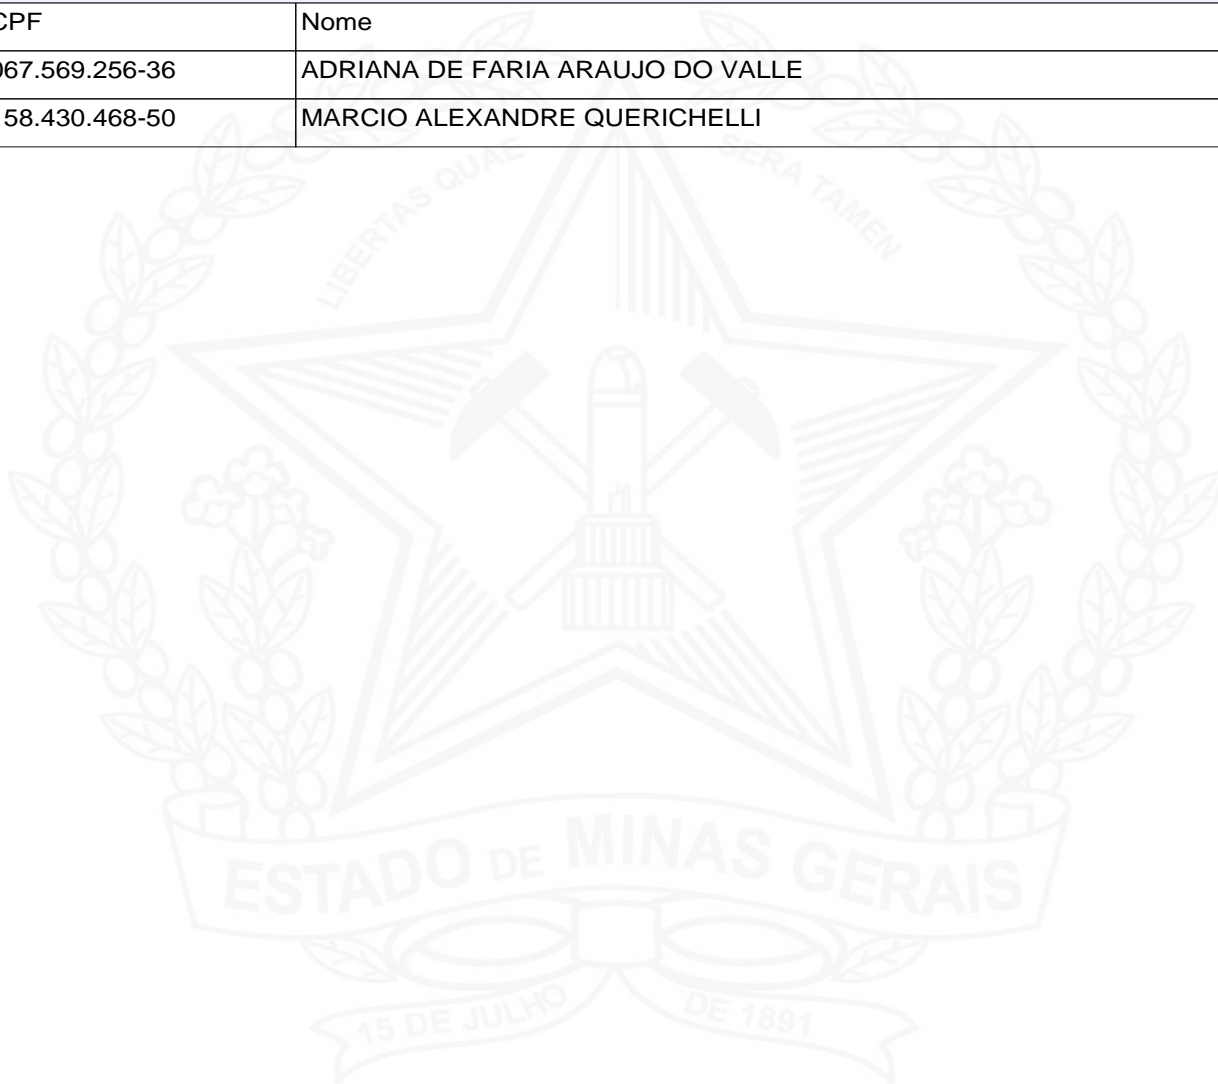 CPF Nome
067.569.256-36 ADRIANA DE FARIA ARAUJO DO VALLE
58.430.468-50 MARCIO ALEXANDRE QUERICHELLI
LIBERTAS QUAE SERA TAMEN
ESTADO DE MINAS GERAIS
15 DE JULHO DE 1891